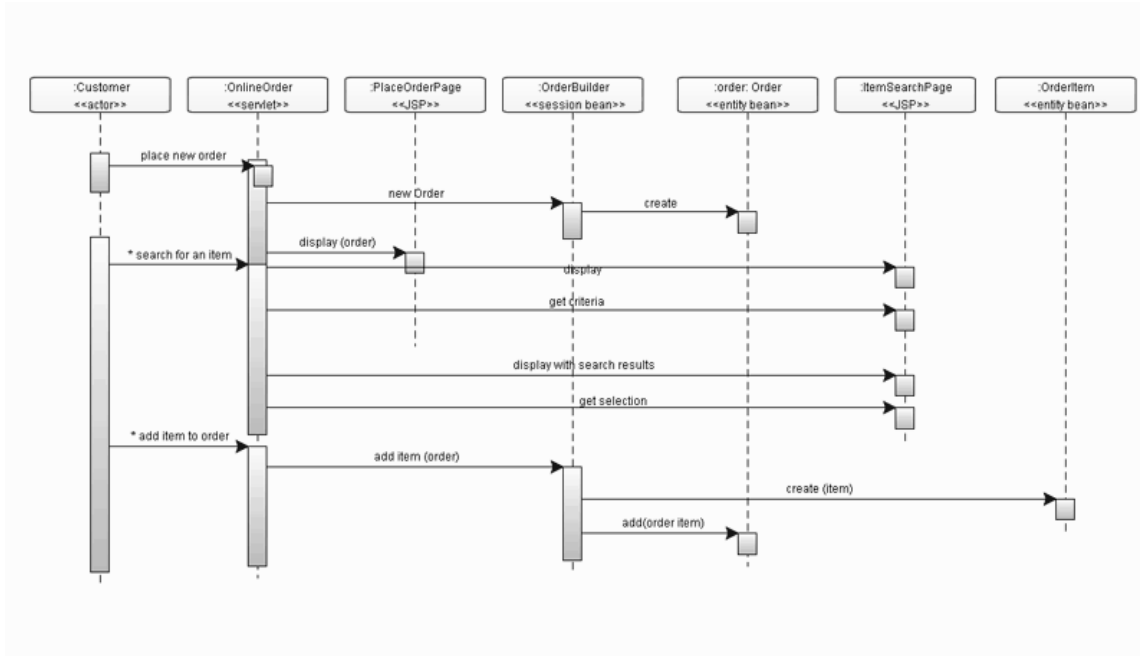 :Customer
<<actor>>
:OnlineOrder
<<servlet>>
:PlaceOrderPage
<<JSP>>
:OrderBuilder
<<session bean>>
:order: Order
<<entity bean>>
:ItemSearchPage
<<JSP>>
:OrderItem
<<entity bean>>
place new order
new Order
create
display (order)
* search for an item
display
get criteria
display with search results
get selection
* add item to order
add item (order)
create (item)
add(order item)